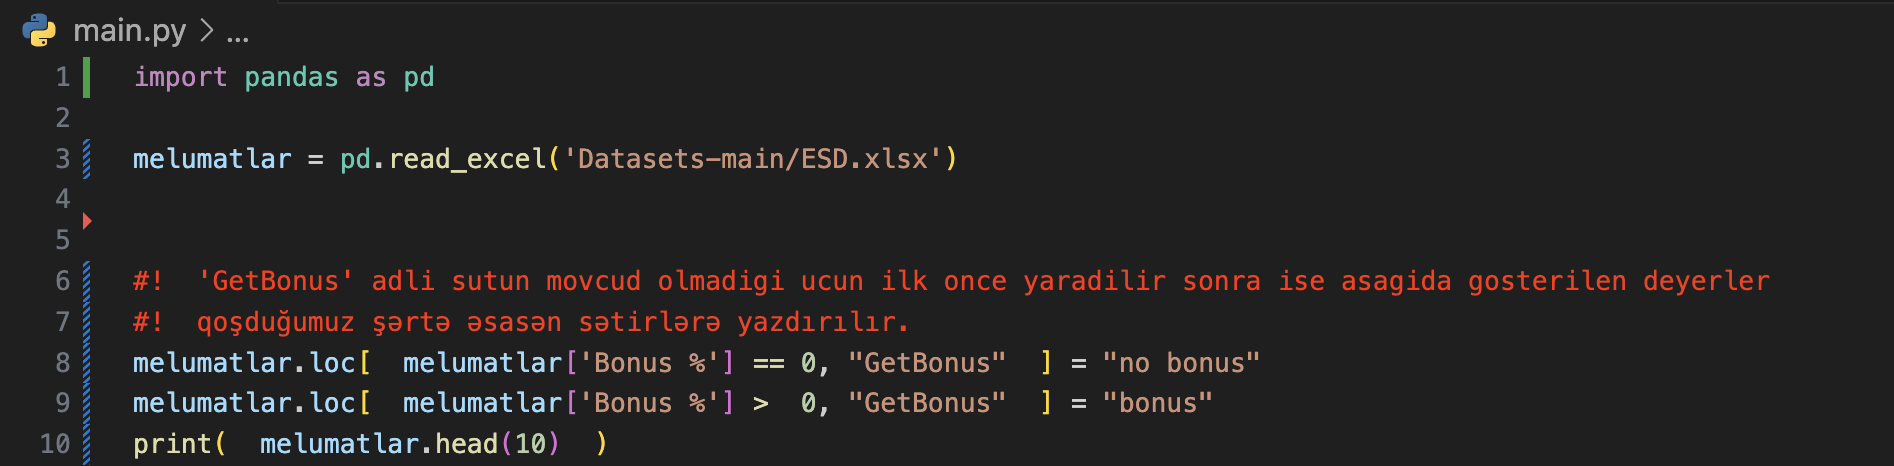 main.py > ...
1 import pandas as pd
2
3 melumatlar = pd.read_excel('Datasets-main/ESD.xlsx')
4
5
6 #!  'GetBonus' adli sutun movcud olmadigi ucun ilk once yaradilir sonra ise asagida gosterilen deyerler
7 #!  qoşduğumuz şərtə əsasən sətirlərə yazdırılır.
8 melumatlar.loc[  melumatlar['Bonus %'] == 0, "GetBonus"  ] = "no bonus"
9 melumatlar.loc[  melumatlar['Bonus %'] >  0, "GetBonus"  ] = "bonus"
10 print(  melumatlar.head(10)  )